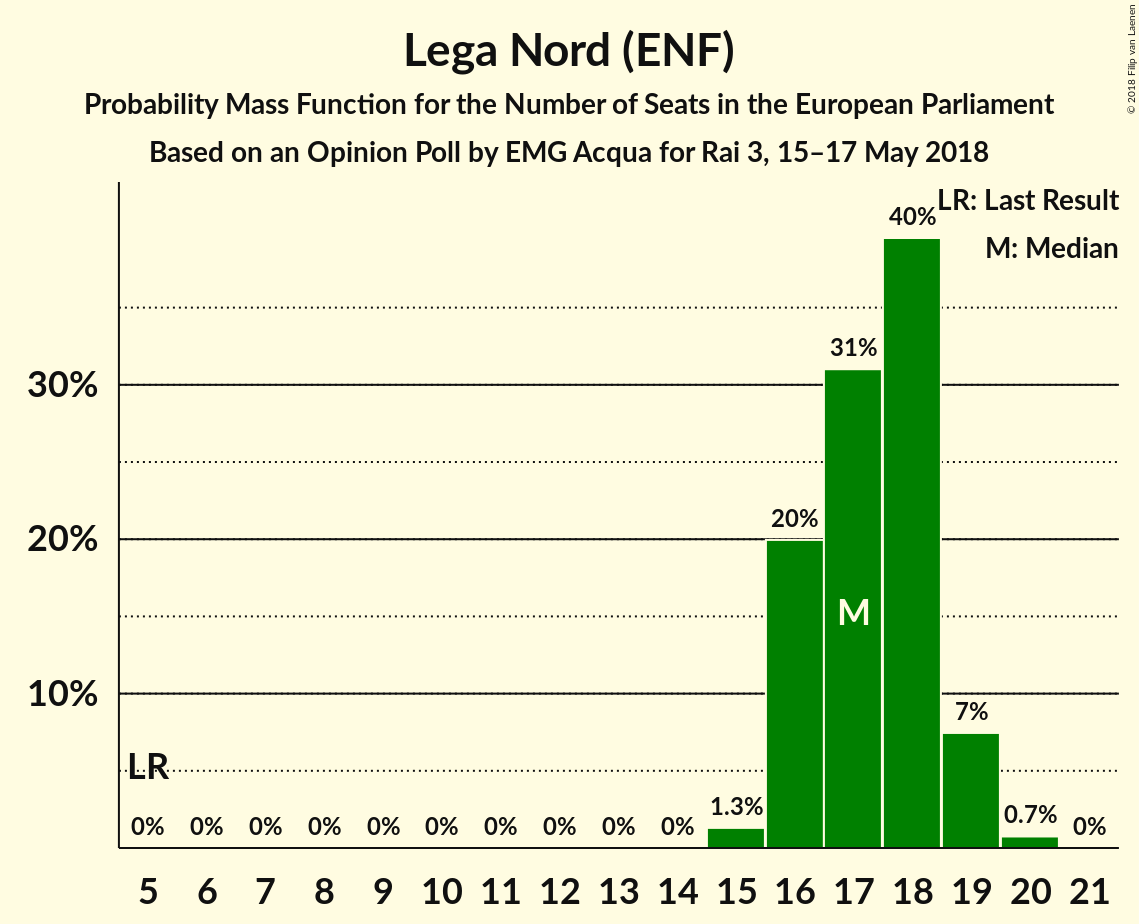 Lega Nord (ENF)
Probability Mass Function for the Number of Seats in the European Parliament
Based on an Opinion Poll by EMG Acqua for Rai 3, 15–17 May 2018
© 2018 Filip van Laenen
LR: Last Result
M: Median
40%
31%
30%
20%
20%
M
10%
7%
LR
1.3%
0.7%
0% 0% 0% 0% 0% 0% 0% 0% 0% 0% 0%
5 6 7 8 9 10 11 12 13 14 15 16 17 18 19 20 21